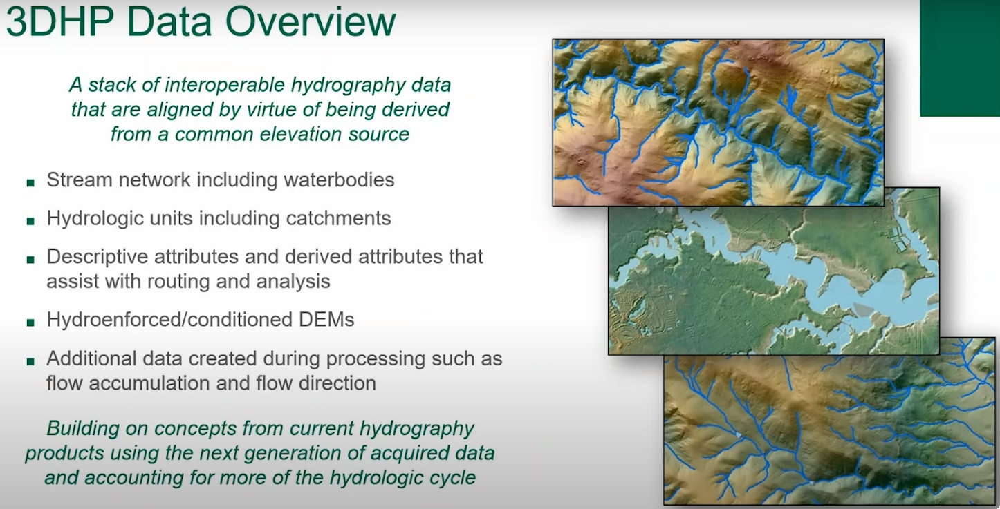 3DHP Data Overview
A stack of interoperable hydrography data
that are aligned by virtue of being derived
from a common elevation source
▪ Stream network including waterbodies
▪ Hydrologic units including catchments
▪ Descriptive attributes and derived attributes that
assist with routing and analysis
▪ Hydroenforced/conditioned DEMs
▪ Additional data created during processing such as
flow accumulation and flow direction
Building on concepts from current hydrography
products using the next generation of acquired data
and accounting for more of the hydrologic cycle